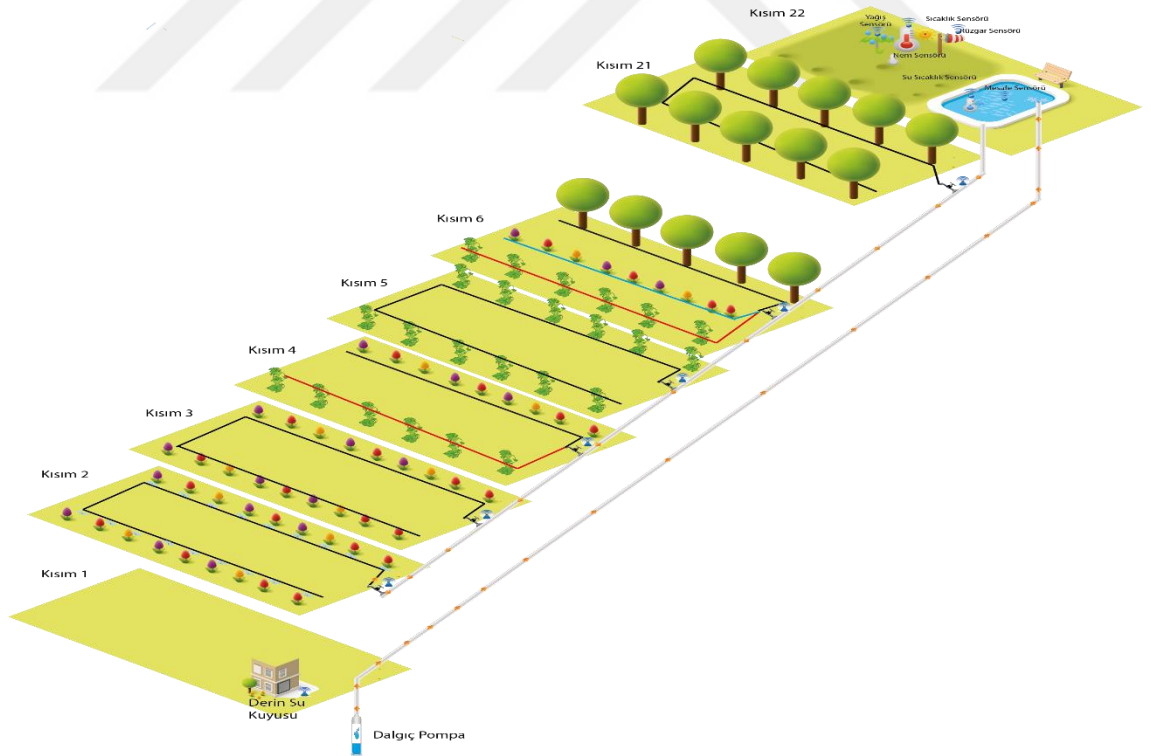 Kısım 22
Yağış
Sensörü
Sıcaklık Sensörü
Rüzgar Sensörü
Nem Sensörü
Kısım 21
Su Sıcaklık Sensörü
Mesafe Sensörü
Kısım 6
Kısım 5
Kısım 4
Kısım 3
Kısım 2
Kısım 1
Derin Su
Kuyusu
Dalgıç Pompa